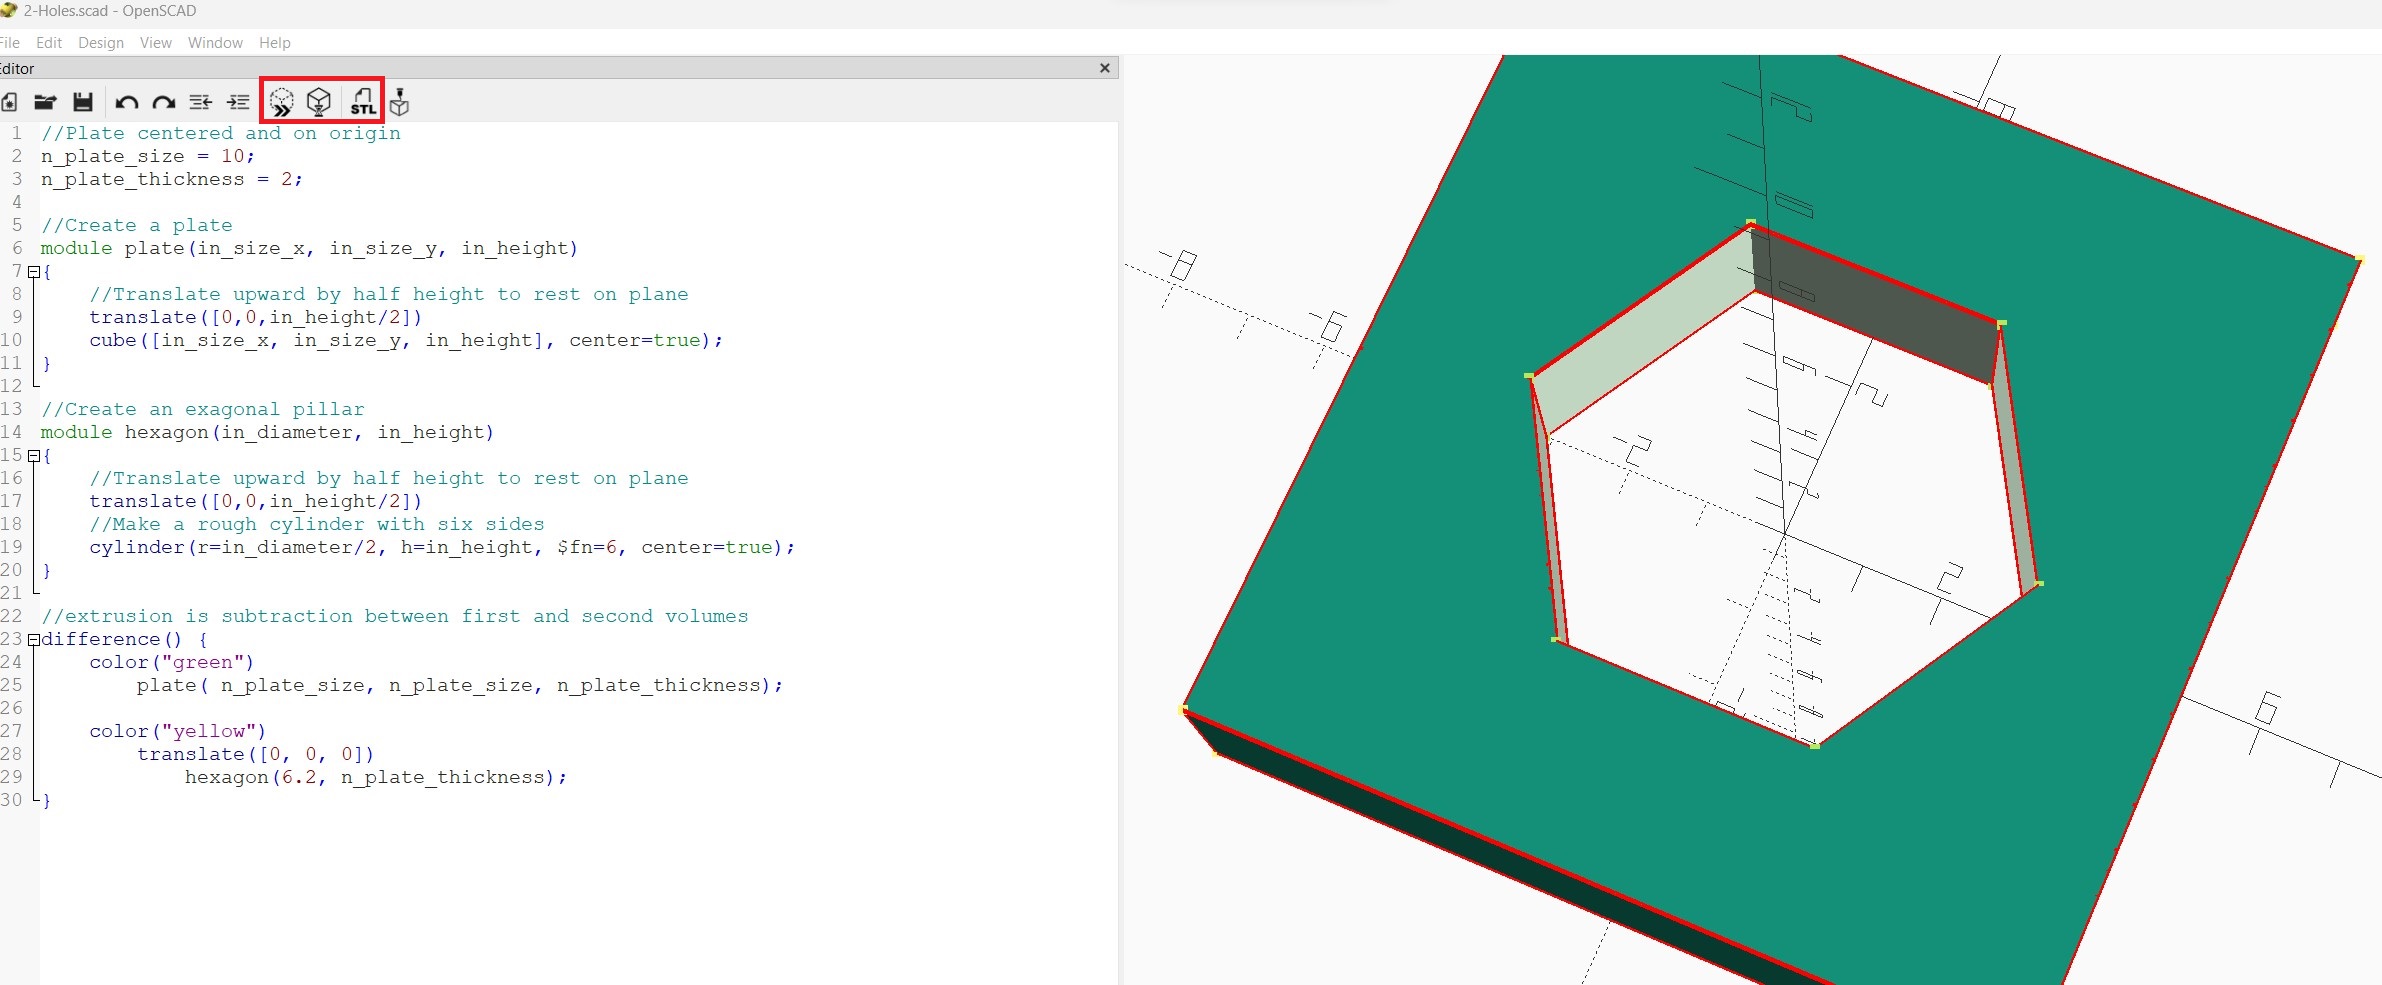 2-Holes.scad - OpenSCAD
File Edit Design View Window Help
Editor
STL
1 //Plate centered and on origin
2 n_plate_size = 10;
3 n_plate_thickness = 2;
4
5 //Create a plate
6 module plate(in_size_x, in_size_y, in_height)
7 {
8 //Translate upward by half height to rest on plane
9 translate([0,0,in_height/2])
10 cube([in_size_x, in_size_y, in_height], center=true);
11 }
12
13 //Create an exagonal pillar
14 module hexagon(in_diameter, in_height)
15 {
16 //Translate upward by half height to rest on plane
17 translate([0,0,in_height/2])
18 //Make a rough cylinder with six sides
19 cylinder(r=in_diameter/2, h=in_height, $fn=6, center=true);
20 }
21
22 //extrusion is subtraction between first and second volumes
23 difference() {
24 color("green")
25 plate( n_plate_size, n_plate_size, n_plate_thickness);
26
27 color("yellow")
28 translate([0, 0, 0])
29 hexagon(6.2, n_plate_thickness);
30 }
-8
-6
-2
2
2
6